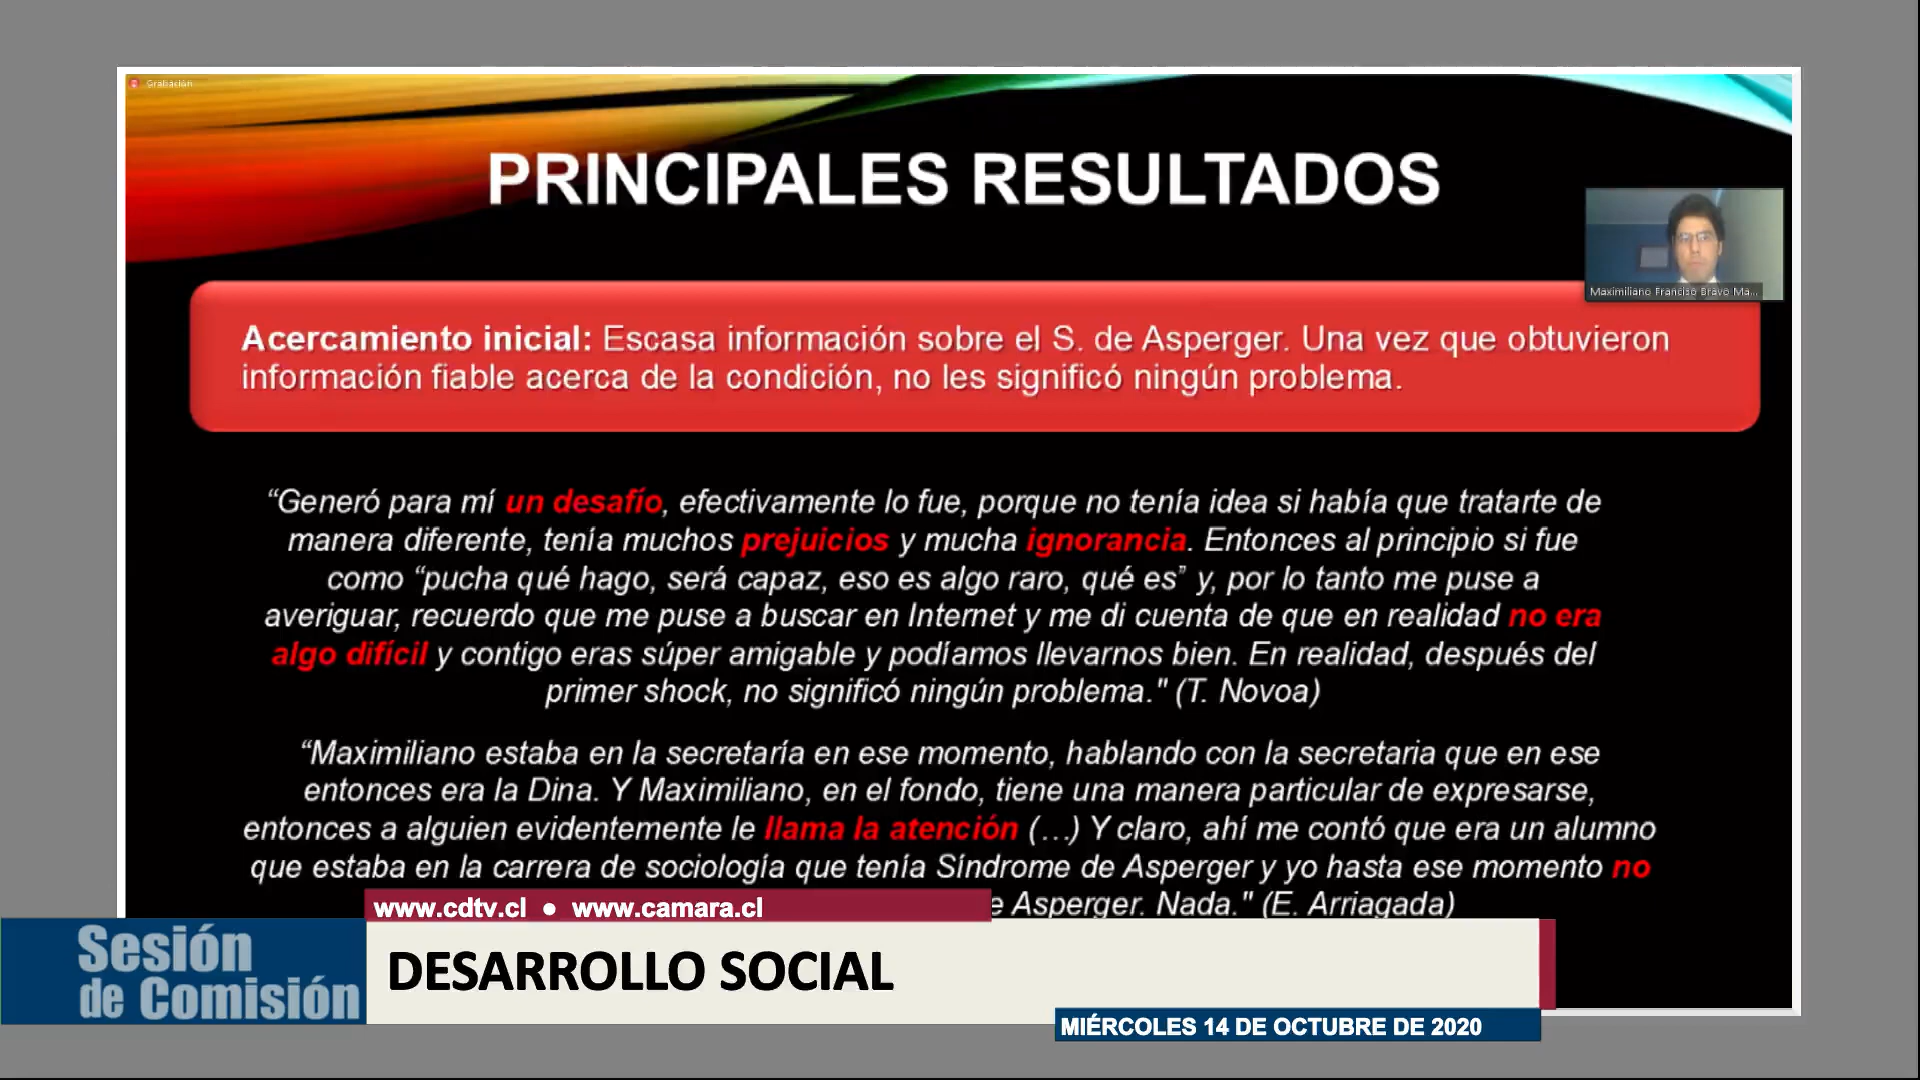 Grabación
PRINCIPALES RESULTADOS
Maximiliano Franciso Bravo Ma...
Acercamiento inicial: Escasa información sobre el S. de Asperger. Una vez que obtuvieron
información fiable acerca de la condición, no les significó ningún problema.
“Generó para mí un desafío, efectivamente lo fue, porque no tenía idea si había que tratarte de
manera diferente, tenía muchos prejuicios y mucha ignorancia. Entonces al principio si fue
como “pucha qué hago, será capaz, eso es algo raro, qué es” y, por lo tanto me puse a
averiguar, recuerdo que me puse a buscar en Internet y me di cuenta de que en realidad no era
algo difícil y contigo eras súper amigable y podíamos llevarnos bien. En realidad, después del
primer shock, no significó ningún problema." (T. Novoa)
“Maximiliano estaba en la secretaría en ese momento, hablando con la secretaria que en ese
entonces era la Dina. Y Maximiliano, en el fondo, tiene una manera particular de expresarse,
entonces a alguien evidentemente le llama la atención (…) Y claro, ahí me contó que era un alumno
que estaba en la carrera de sociología que tenía Síndrome de Asperger y yo hasta ese momento no
e Asperger. Nada." (E. Arriagada)
www.cdtv.cl ● www.camara.cl
Sesión
de Comisión
DESARROLLO SOCIAL
MIÉRCOLES 14 DE OCTUBRE DE 2020